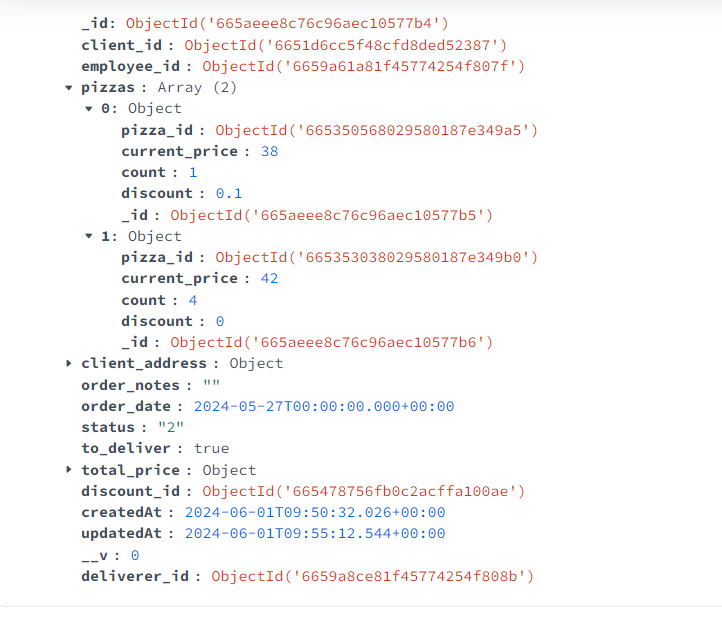 _id: ObjectId('665aeee8c76c96aec10577b4')
client_id : ObjectId('6651d6cc5f48cfd8ded52387')
employee_id : ObjectId('6659a61a81f45774254f807f')
pizzas : Array (2)
0: Object
pizza_id : ObjectId('665350568029580187e349a5')
current_price : 38
count : 1
discount : 0.1
_id : ObjectId('665aeee8c76c96aec10577b5')
1: Object
pizza_id : ObjectId('665353038029580187e349b0')
current_price : 42
count : 4
discount : 0
_id : ObjectId('665aeee8c76c96aec10577b6')
client_address : Object
order_notes : ""
order_date : 2024-05-27T00:00:00.000+00:00
status : "2"
to_deliver : true
total_price : Object
discount_id : ObjectId('665478756fb0c2acffa100ae')
createdAt : 2024-06-01T09:50:32.026+00:00
updatedAt : 2024-06-01T09:55:12.544+00:00
__v : 0
deliverer_id : ObjectId('6659a8ce81f45774254f808b')